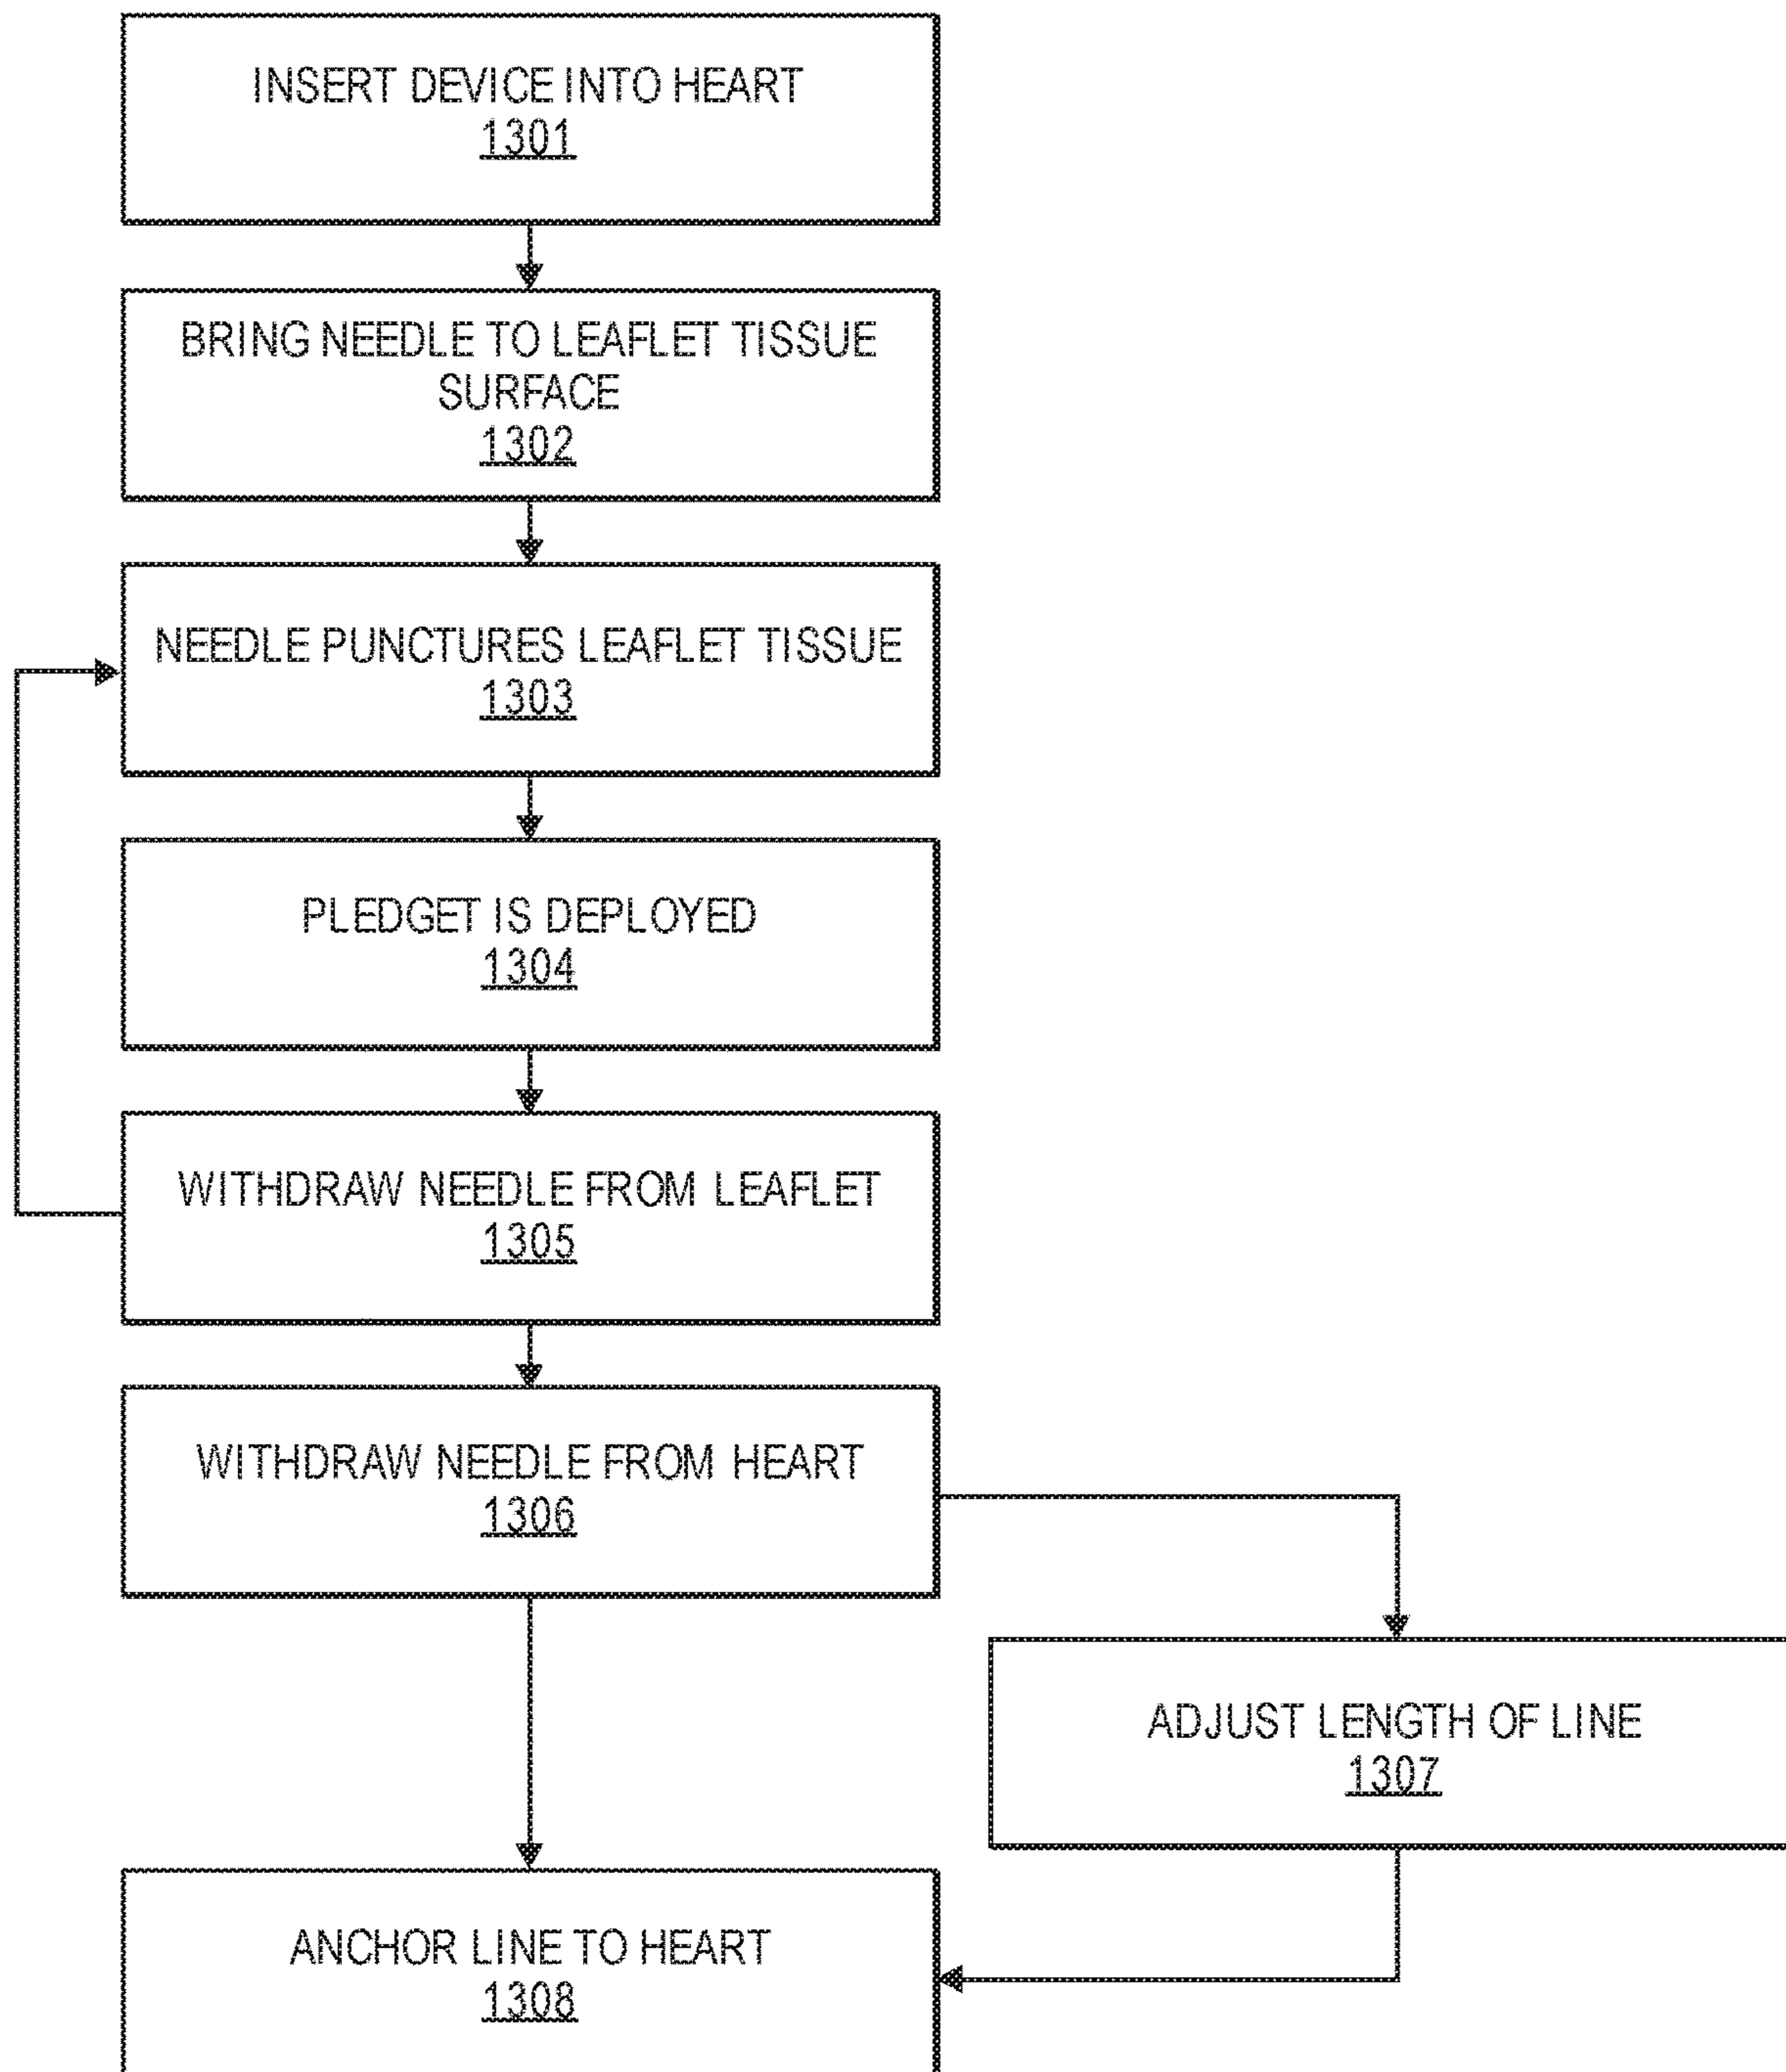 INSERT DEVICE INTO HEART
1301
BRING NEEDLE TO LEAFLET TISSUE
SURFACE
1302
NEEDLE PUNCTURES LEAFLET TISSUE
1303
PLEDGET IS DEPLOYED
1304
WITHDRAW NEEDLE FROM LEAFLET
1305
WITHDRAW NEEDLE FROM HEART
1306
ADJUST LENGTH OF LINE
1307
ANCHOR LINE TO HEART
1308